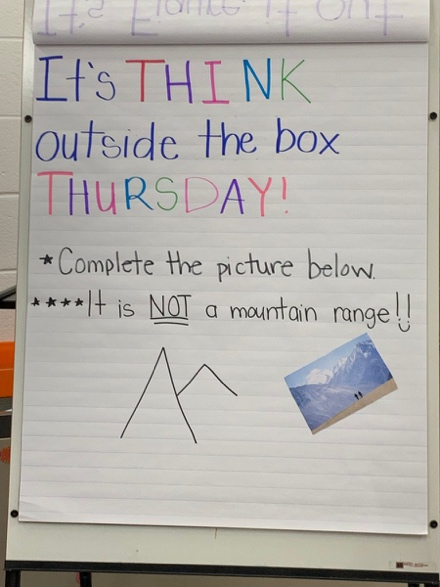 It's THINK
outside the box
THURSDAY!
*Complete the picture below.
****It is NOT a mountain range!!